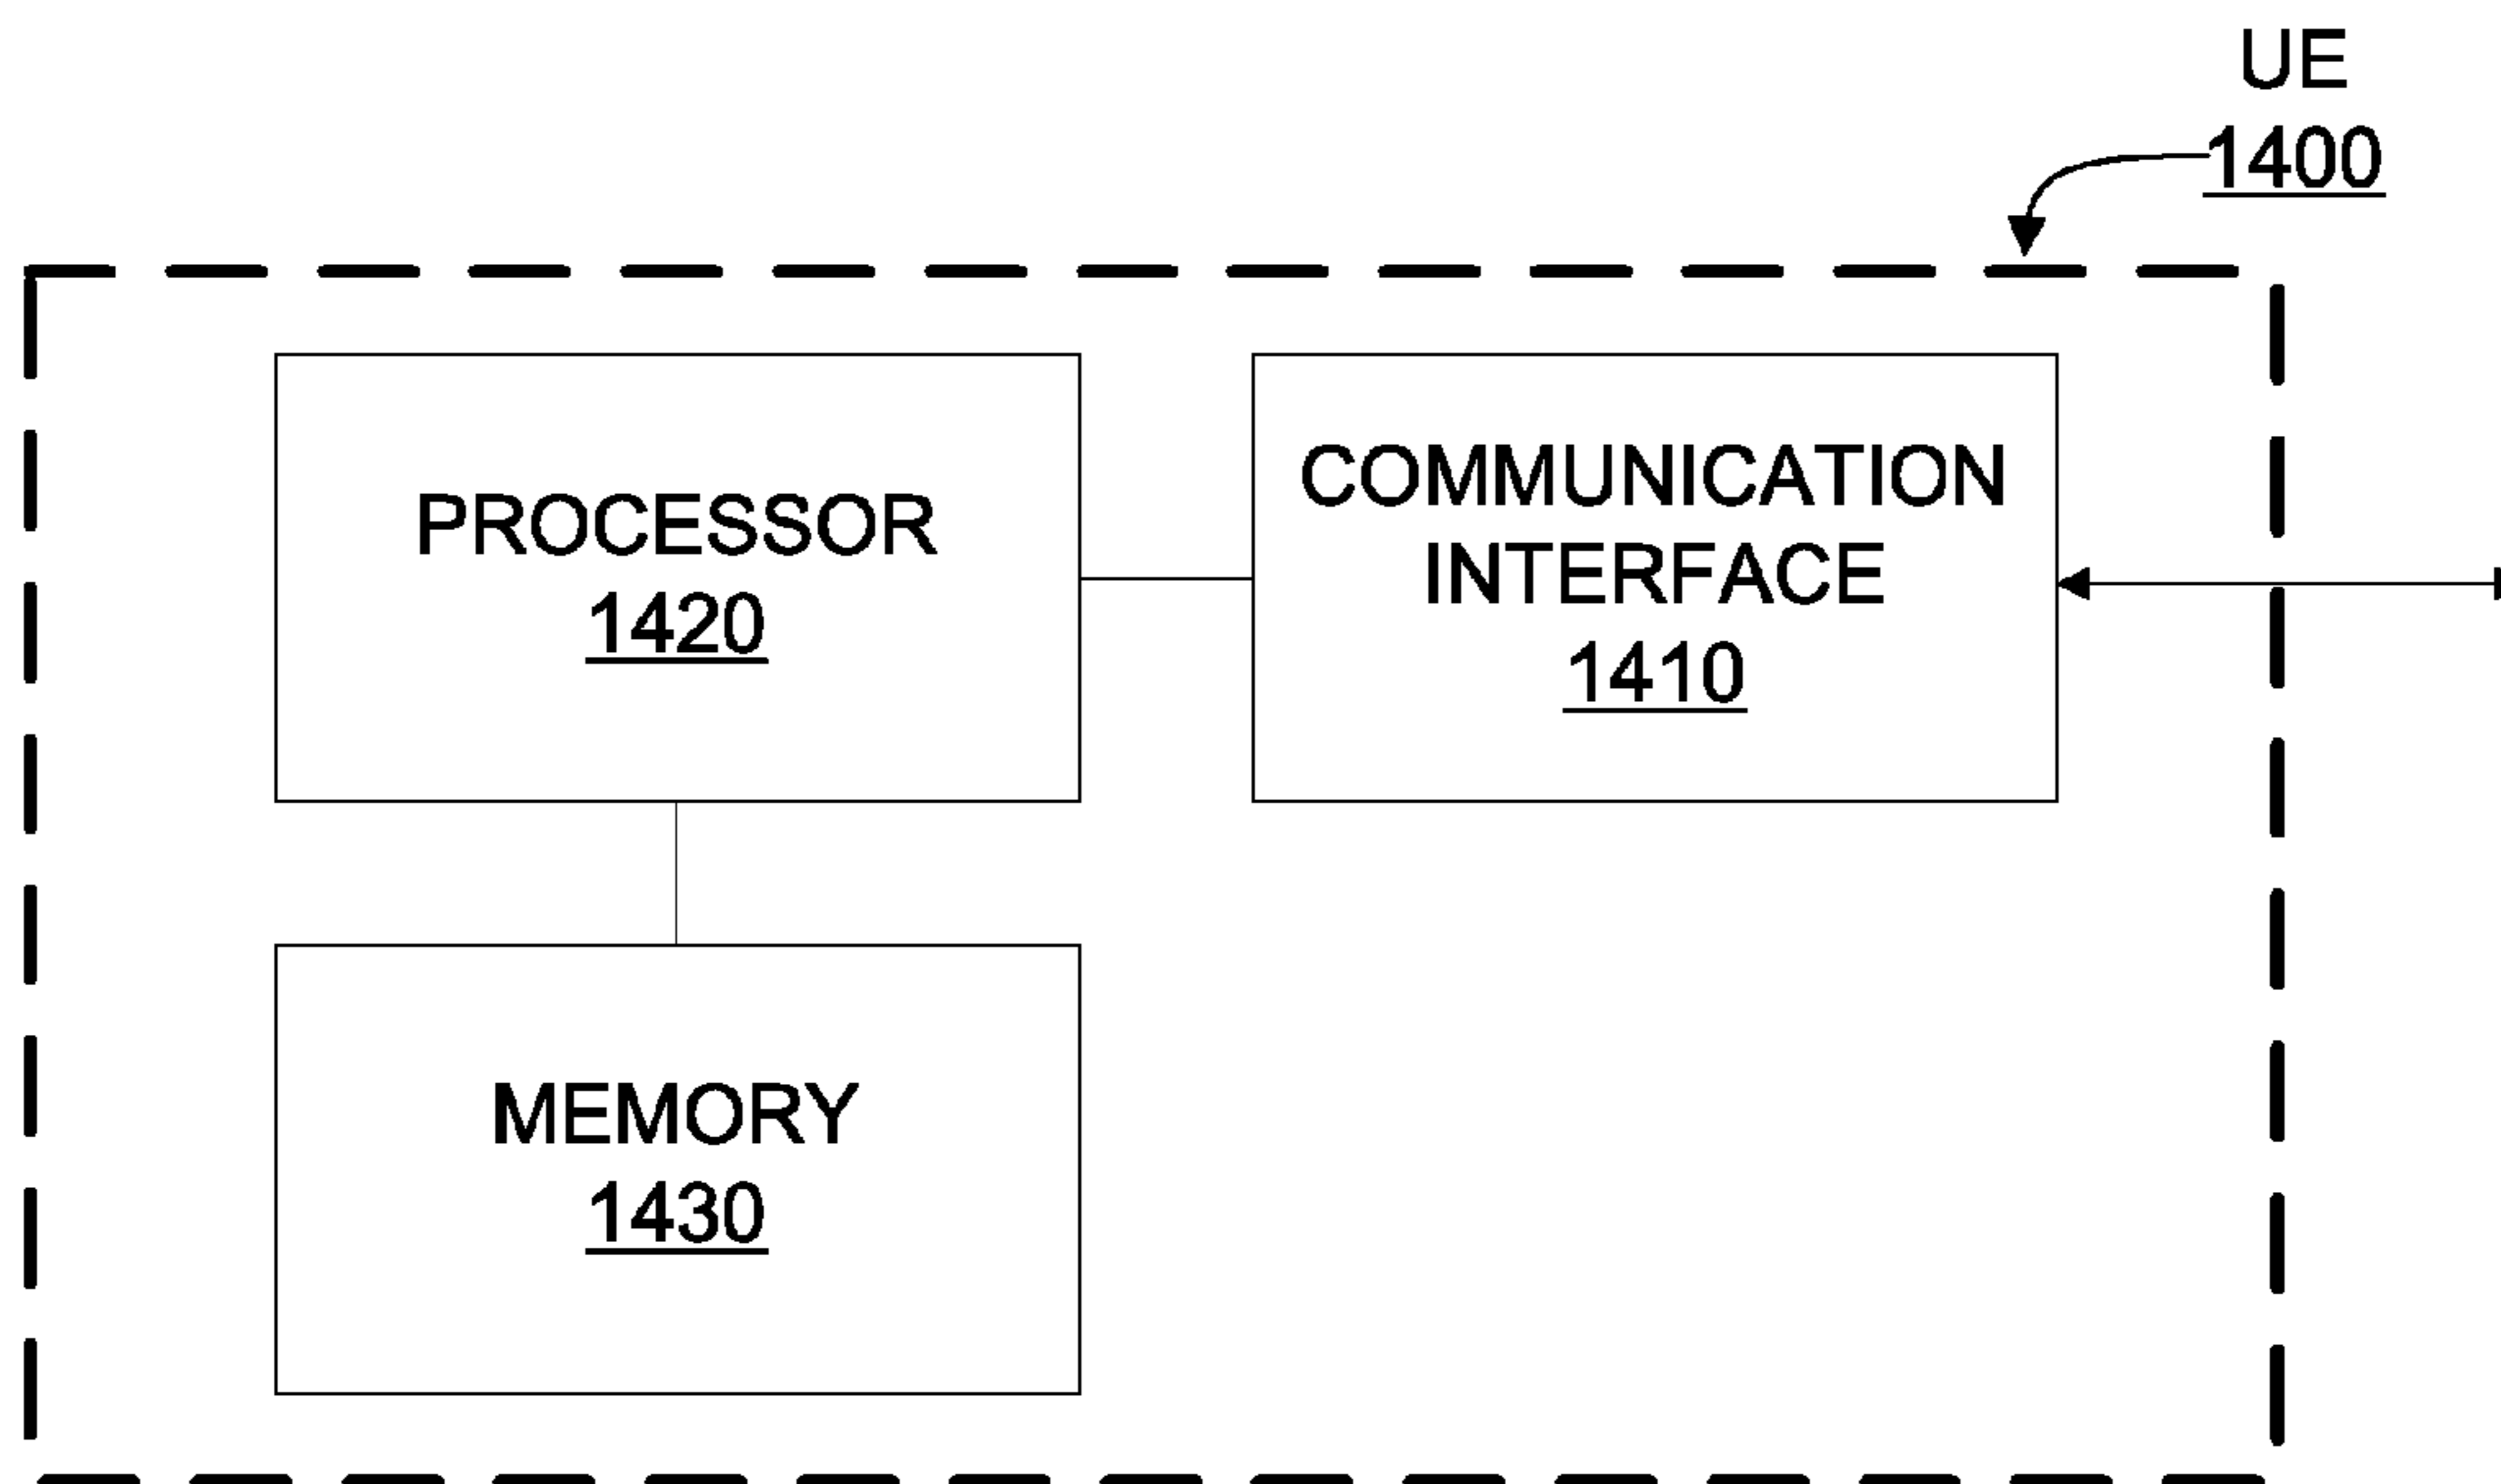 UE
1400
PROCESSOR
1420
COMMUNICATION
INTERFACE
1410
MEMORY
1430